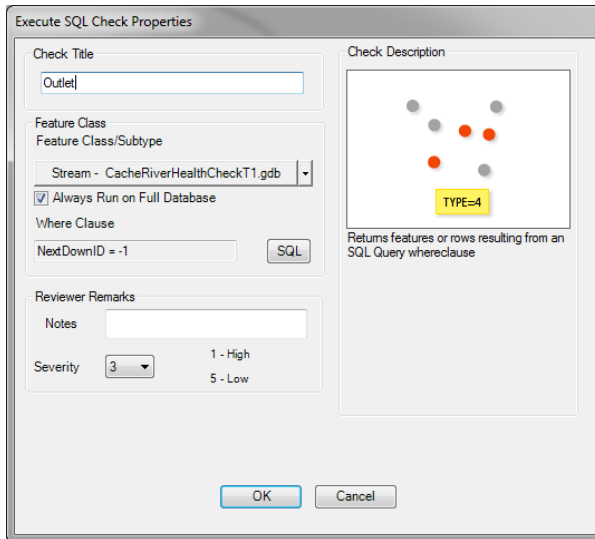 Execute SQL Check Properties
Check Title
Outlet
Feature Class
Feature Class/Subtype
Stream - CacheRiverHealthCheckT1.gdb
Always Run on Full Database
Where Clause
NextDownID = -1
SQL
Reviewer Remarks
Notes
Severity
3
1 - High
5 - Low
Check Description
TYPE=4
Returns features or rows resulting from an
SQL Query whereclause
OK
Cancel